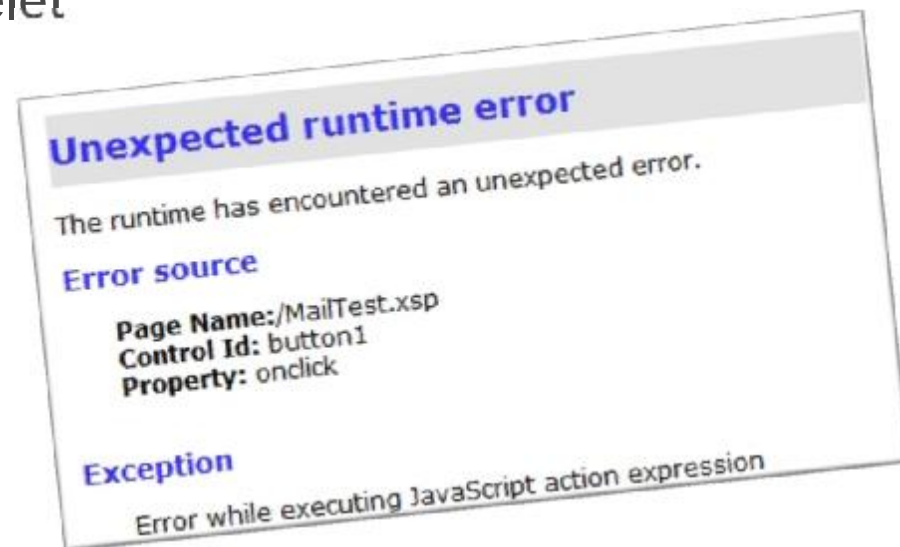 Unexpected runtime error
The runtime has encountered an unexpected error.
Error source
Page Name:/MailTest.xsp
Control Id: button1
Property: onclick
Exception
Error while executing JavaScript action expression